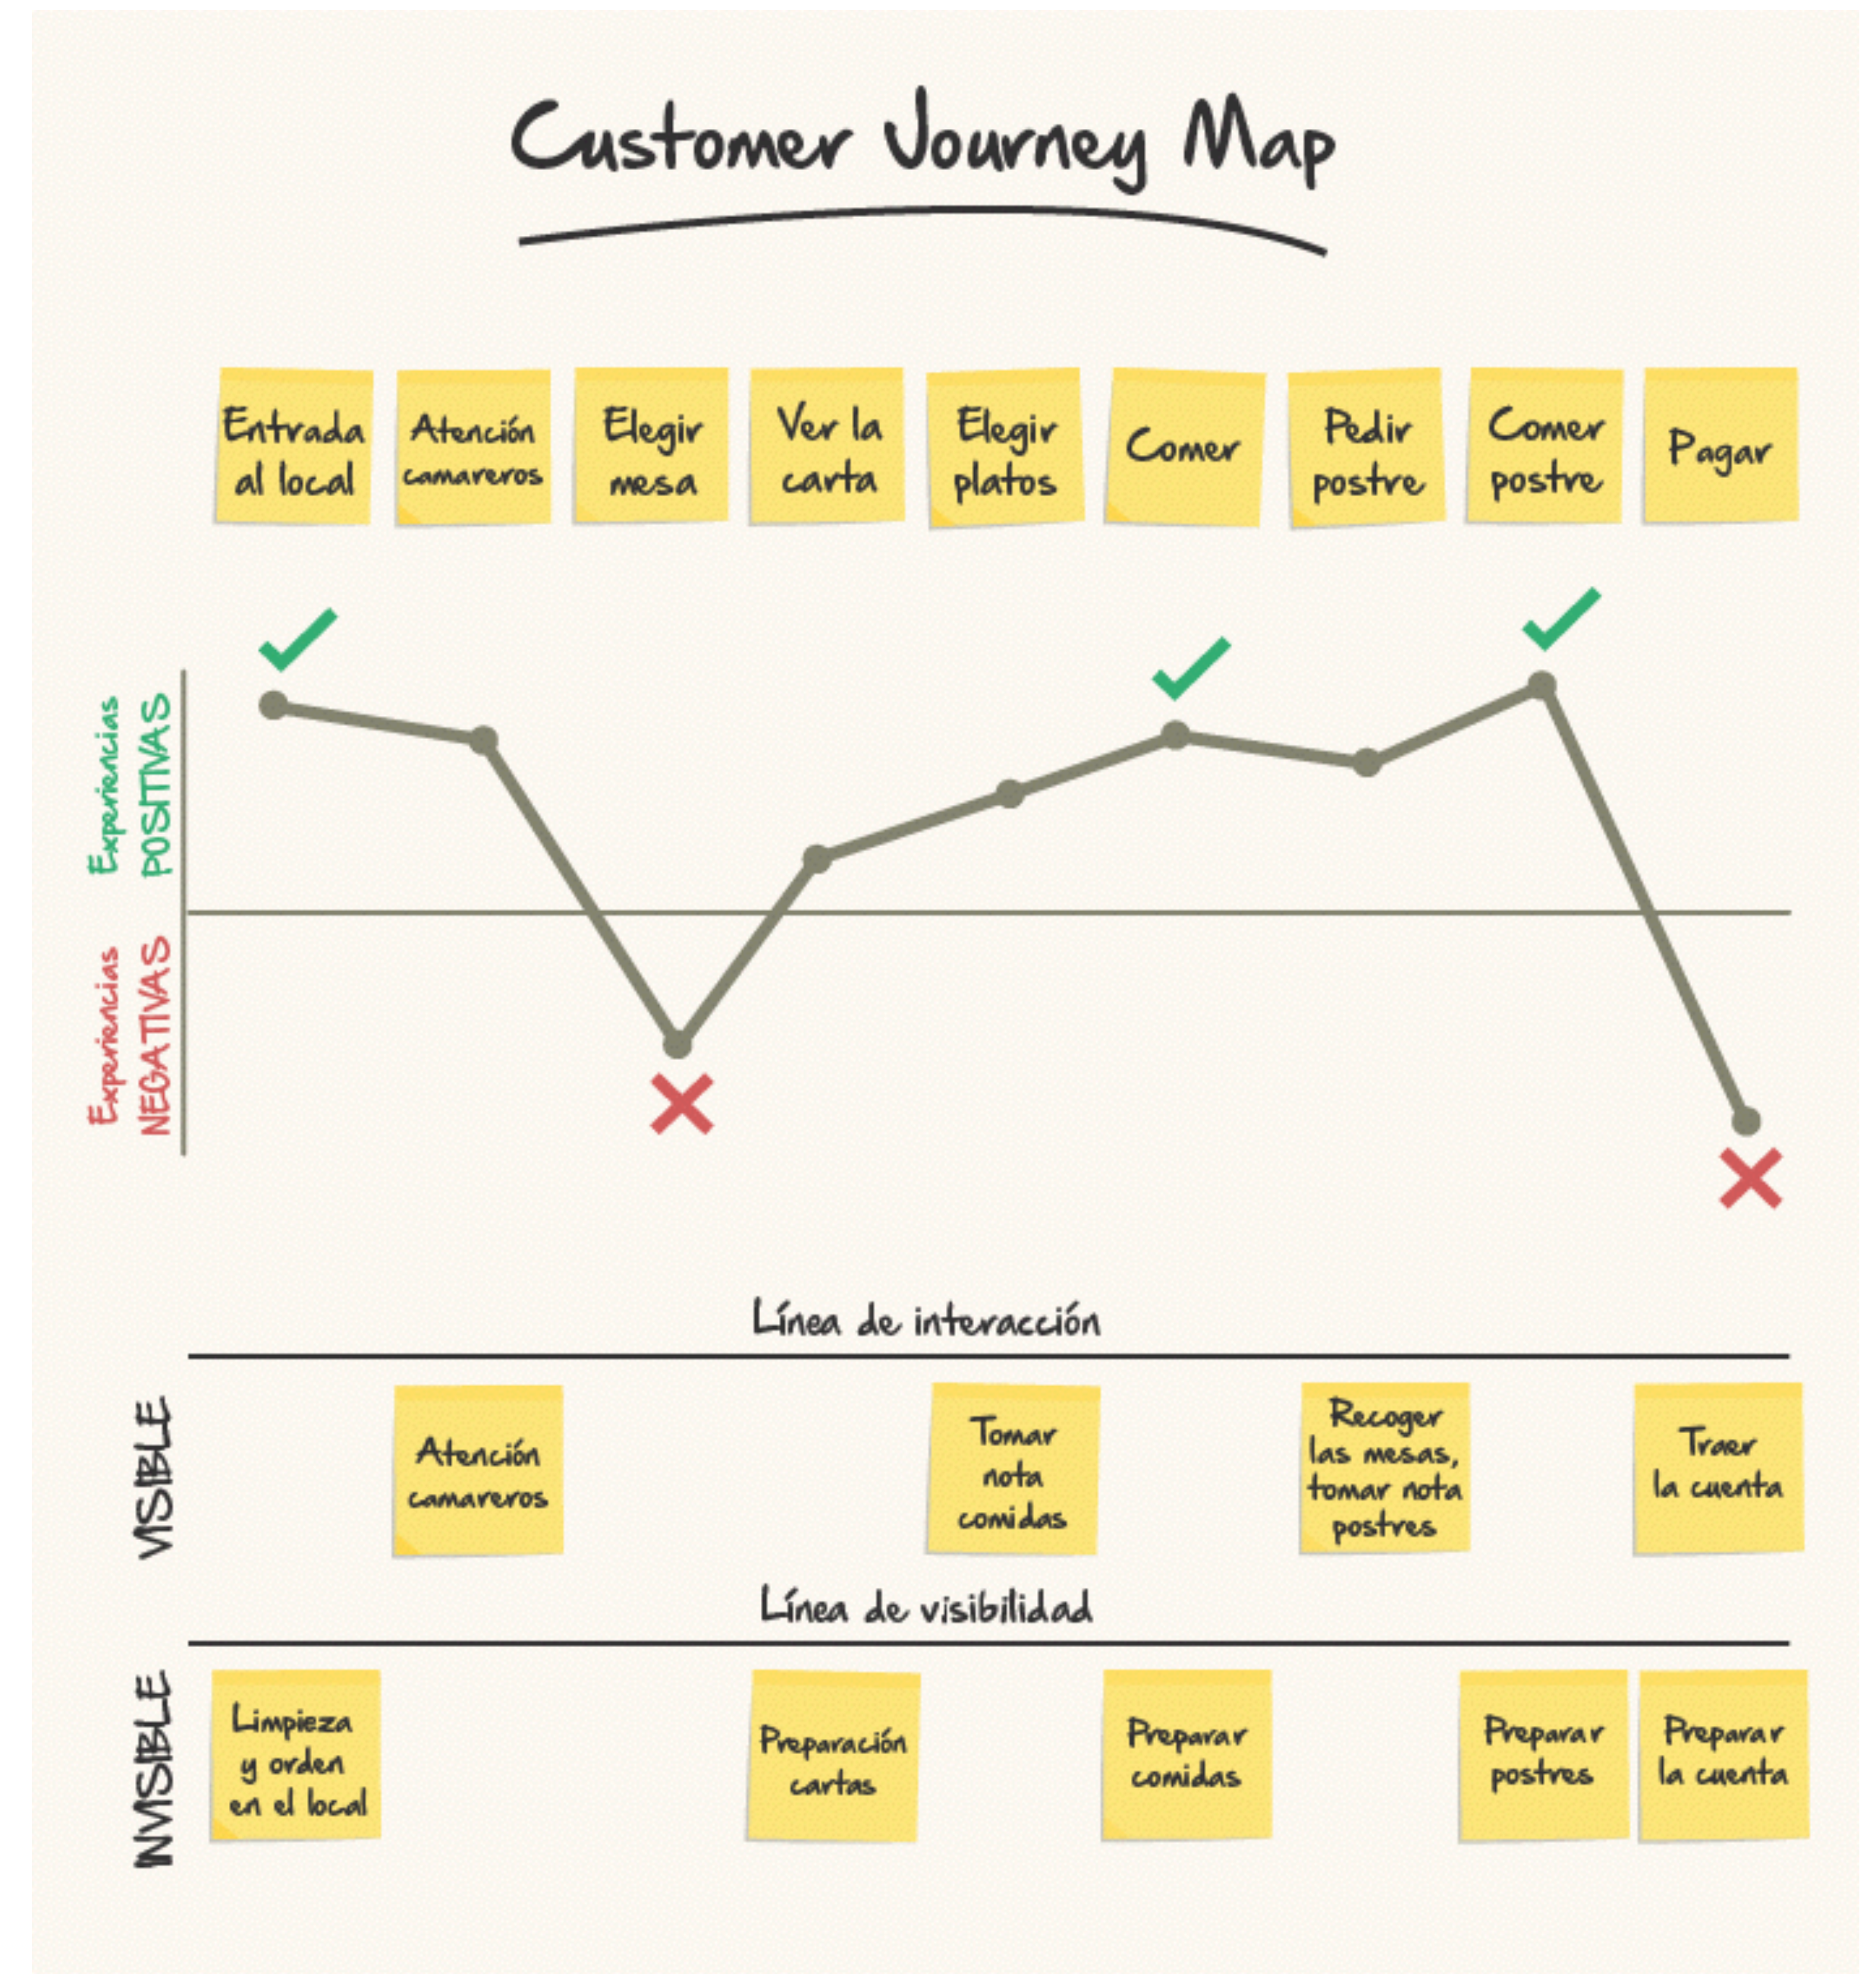 Customer Journey Map
Entrada
al local
Atención
camareros
Elegir
mesa
Ver la
carta
Elegir
platos
Comer
Pedir
postre
Comer
postre
Pagar
Experiencias
POSITIVAS
Experiencias
NEGATIVAS
Línea de interacción
VISIBLE
Atención
camareros
Tomar
nota
comidas
Recoger
las mesas,
tomar nota
postres
Traer
la cuenta
Línea de visibilidad
INVISIBLE
Limpieza
y orden
en el local
Preparación
cartas
Preparar
comidas
Preparar
postres
Preparar
la cuenta